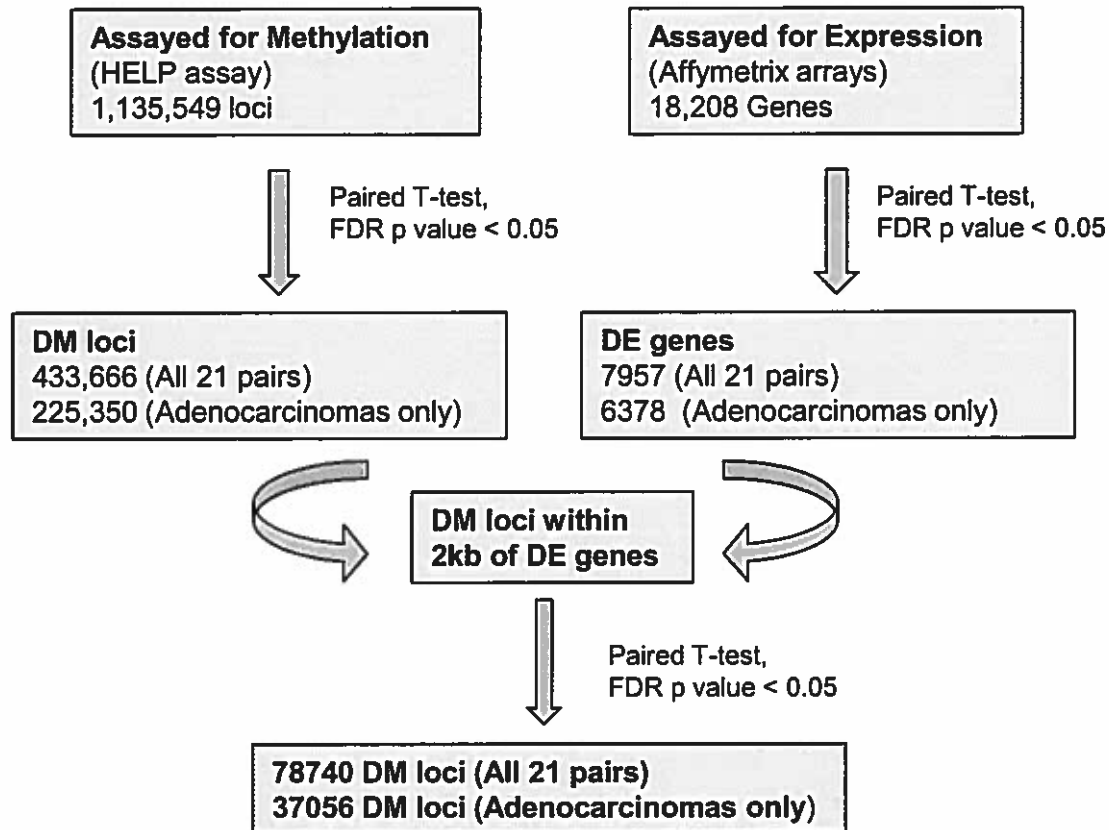 Assayed for Methylation
(HELP assay)
1,135,549 loci
Assayed for Expression
(Affymetrix arrays)
18,208 Genes
Paired T-test,
FDR p value < 0.05
Paired T-test,
FDR p value < 0.05
DM loci
433,666 (All 21 pairs)
225,350 (Adenocarcinomas only)
DE genes
7957 (All 21 pairs)
6378 (Adenocarcinomas only)
DM loci within
2kb of DE genes
Paired T-test,
FDR p value < 0.05
78740 DM loci (All 21 pairs)
37056 DM loci (Adenocarcinomas only)